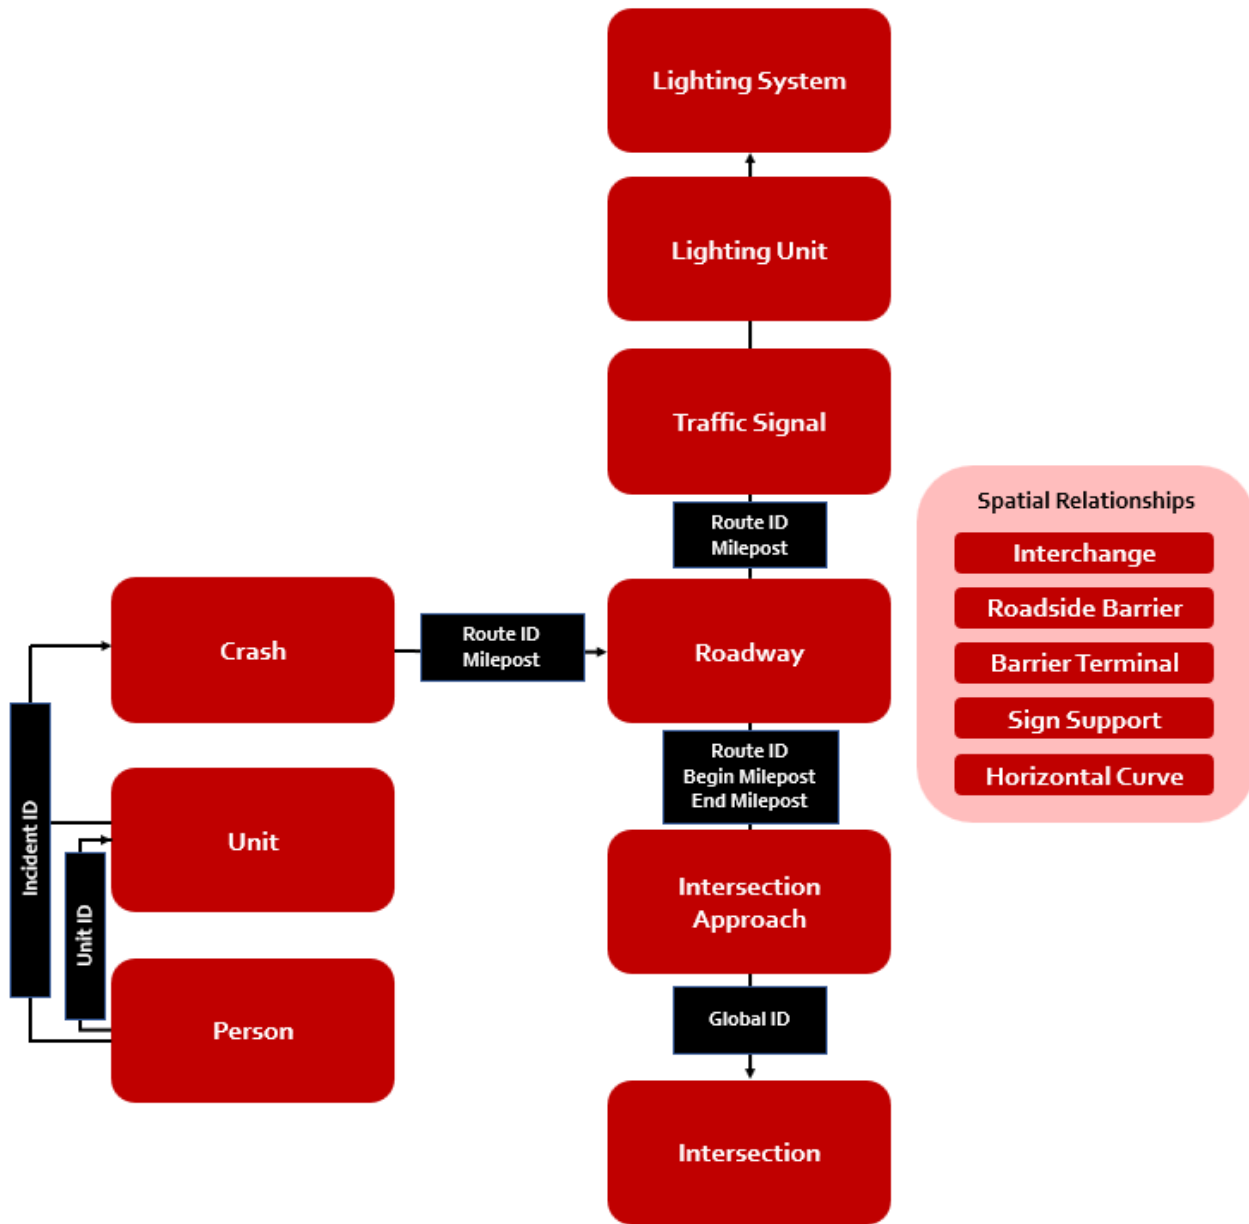 Lighting System
Lighting Unit
Traffic Signal
Route ID
Milepost
Spatial Relationships
Interchange
Roadside Barrier
Barrier Terminal
Sign Support
Horizontal Curve
Crash
Route ID
Milepost
Roadway
Route ID
Begin Milepost
End Milepost
Incident ID
Unit
Unit ID
Person
Intersection
Approach
Global ID
Intersection